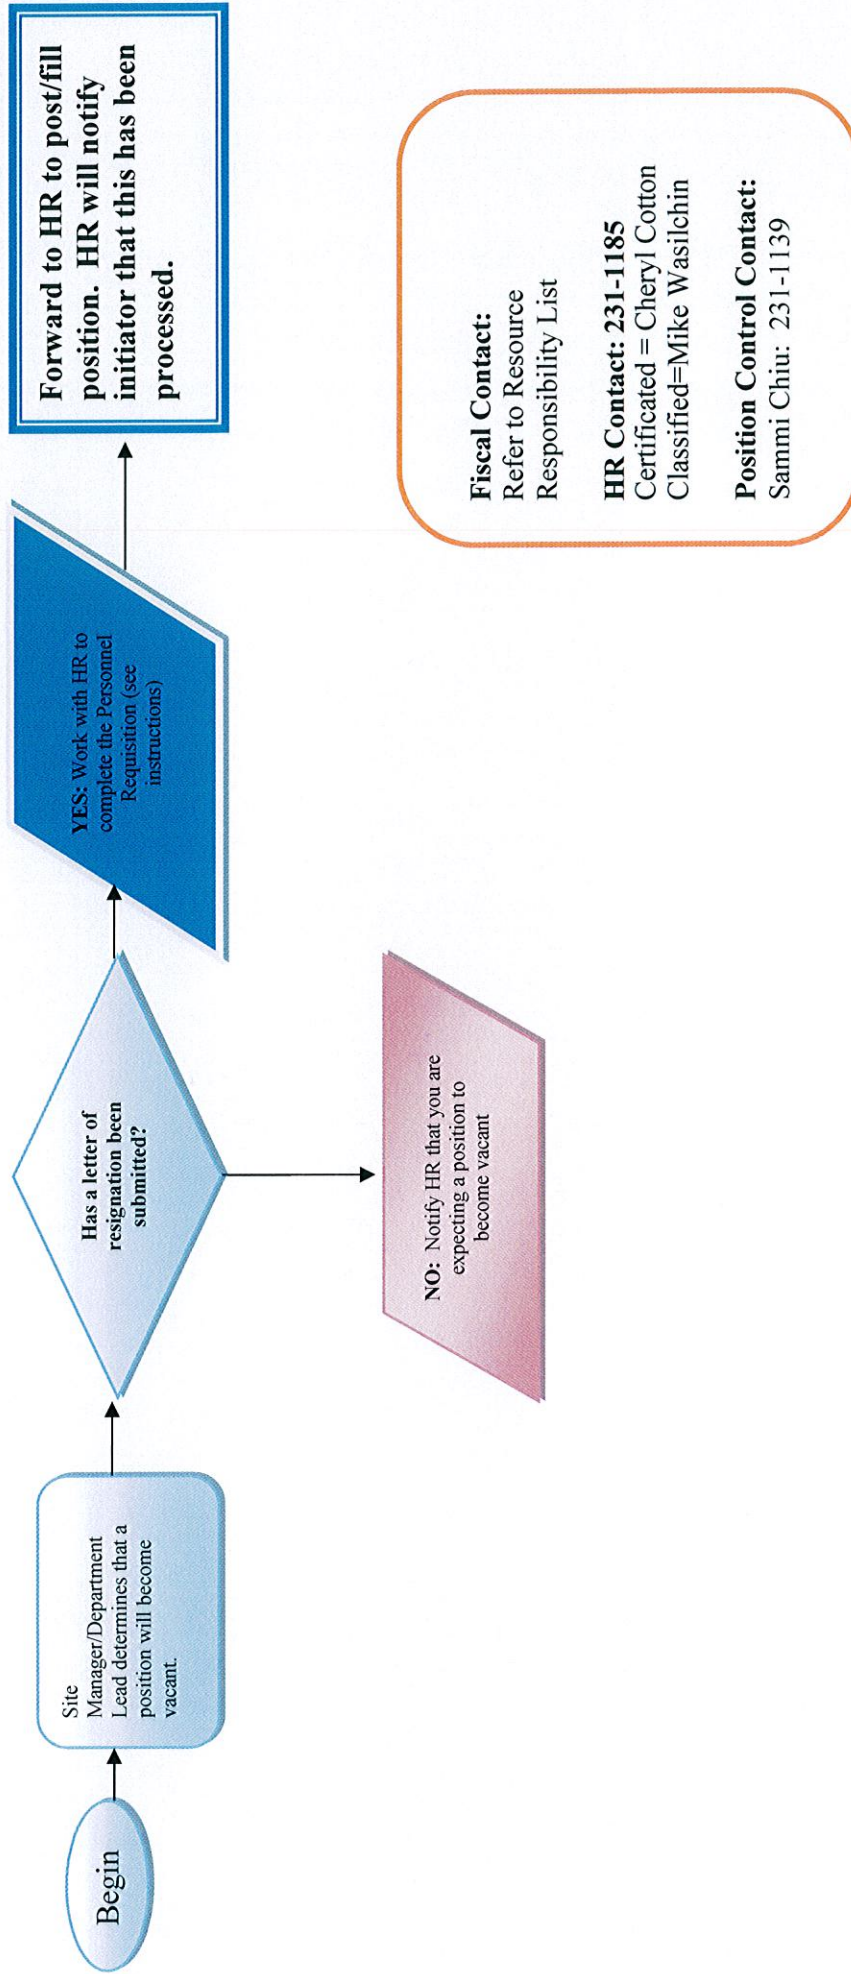 Begin
Site
Manager/Department
Lead determines that a
position will become
vacant.
Has a letter of
resignation been
submitted?
YES: Work with HR to
complete the Personnel
Requisition (see
instructions)
Forward to HR to post/fill
position. HR will notify
initiator that this has been
processed.
NO: Notify HR that you are
expecting a position to
become vacant
Fiscal Contact:
Refer to Resource
Responsibility List
HR Contact: 231-1185
Certificated = Cheryl Cotton
Classified=Mike Wasilchin
Position Control Contact:
Sammi Chiu: 231-1139